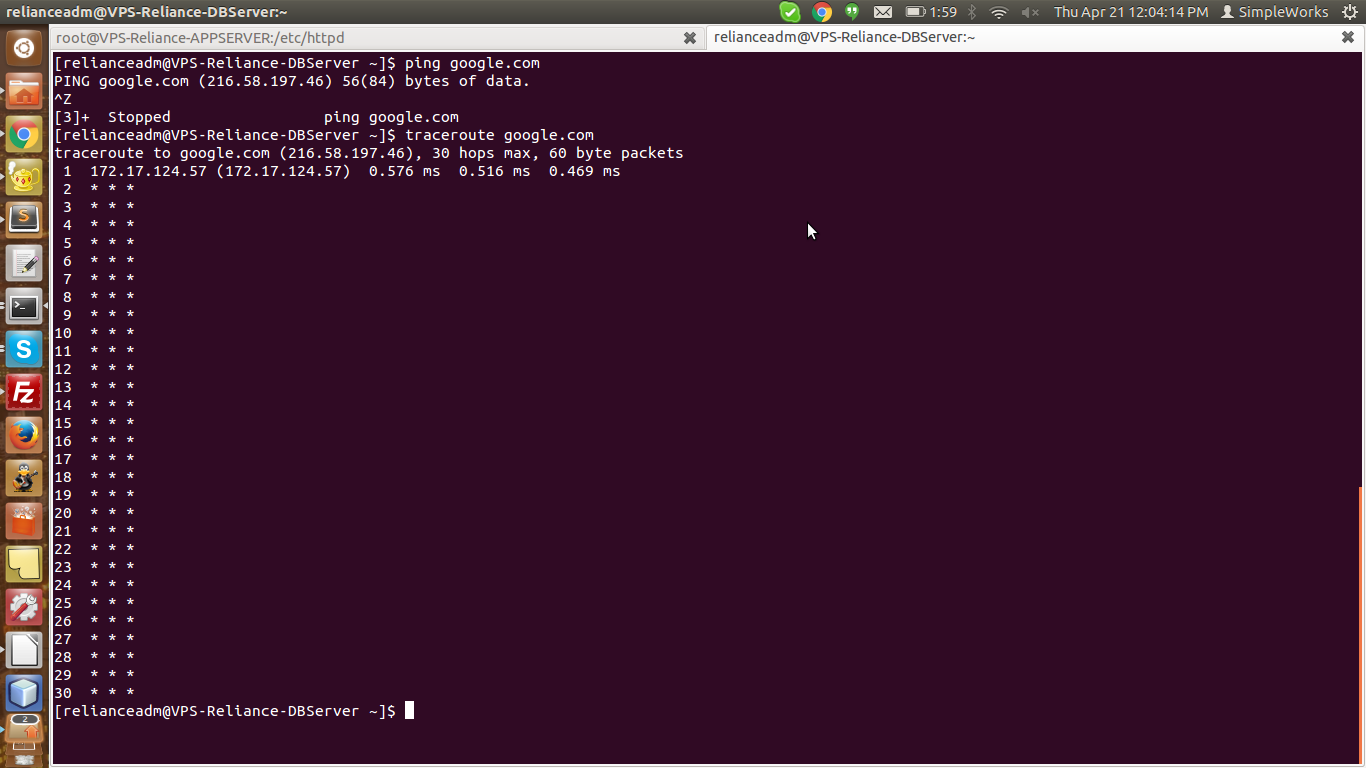 relianceadm@VPS-Reliance-DBServer:~
1:59
Thu Apr 21 12:04:14 PM
SimpleWorks
root@VPS-Reliance-APPSERVER:/etc/httpd
relianceadm@VPS-Reliance-DBServer:~
[relianceadm@VPS-Reliance-DBServer ~]$ ping google.com
PING google.com (216.58.197.46) 56(84) bytes of data.
^Z
[3]+  Stopped                 ping google.com
[relianceadm@VPS-Reliance-DBServer ~]$ traceroute google.com
traceroute to google.com (216.58.197.46), 30 hops max, 60 byte packets
 1  172.17.124.57 (172.17.124.57)  0.576 ms  0.516 ms  0.469 ms
 2  * * *
 3  * * *
 4  * * *
 5  * * *
 6  * * *
 7  * * *
 8  * * *
 9  * * *
10  * * *
11  * * *
12  * * *
13  * * *
14  * * *
15  * * *
16  * * *
17  * * *
18  * * *
19  * * *
20  * * *
21  * * *
22  * * *
23  * * *
24  * * *
25  * * *
26  * * *
27  * * *
28  * * *
29  * * *
30  * * *
[relianceadm@VPS-Reliance-DBServer ~]$
S
S
Fz
2